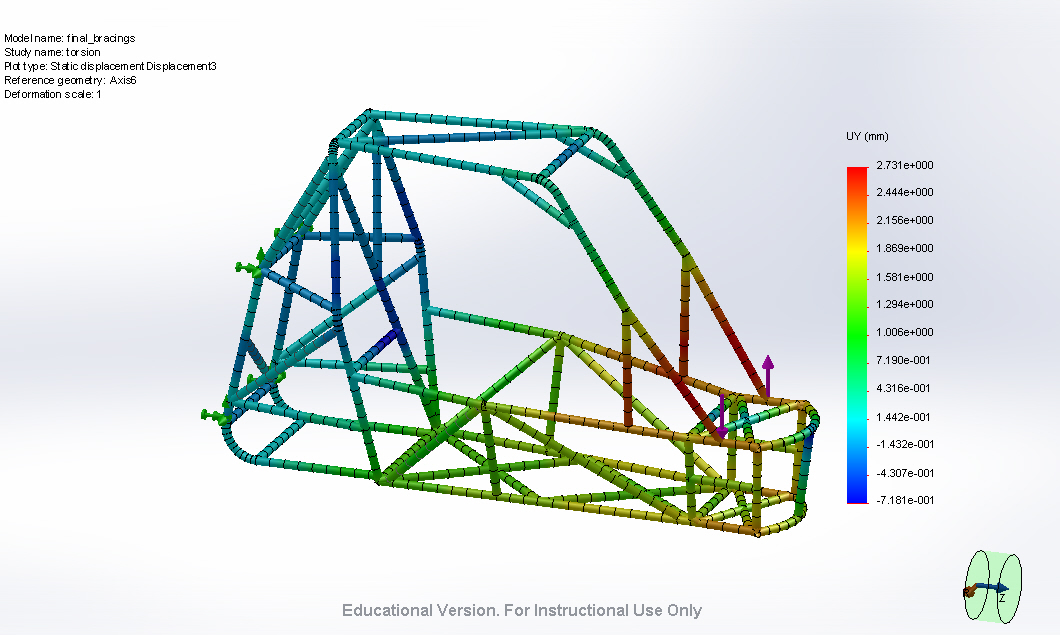 Model name: final_bracings
Study name: torsion
Plot type: Static displacement Displacement3
Reference geometry: Axis6
Deformation scale: 1
UY (mm)
2.731e+000
2.444e+000
2.156e+000
1.869e+000
1.581e+000
1.294e+000
1.006e+000
7.190e-001
4.316e-001
1.442e-001
-1.432e-001
-4.307e-001
-7.181e-001
Z
Educational Version. For Instructional Use Only